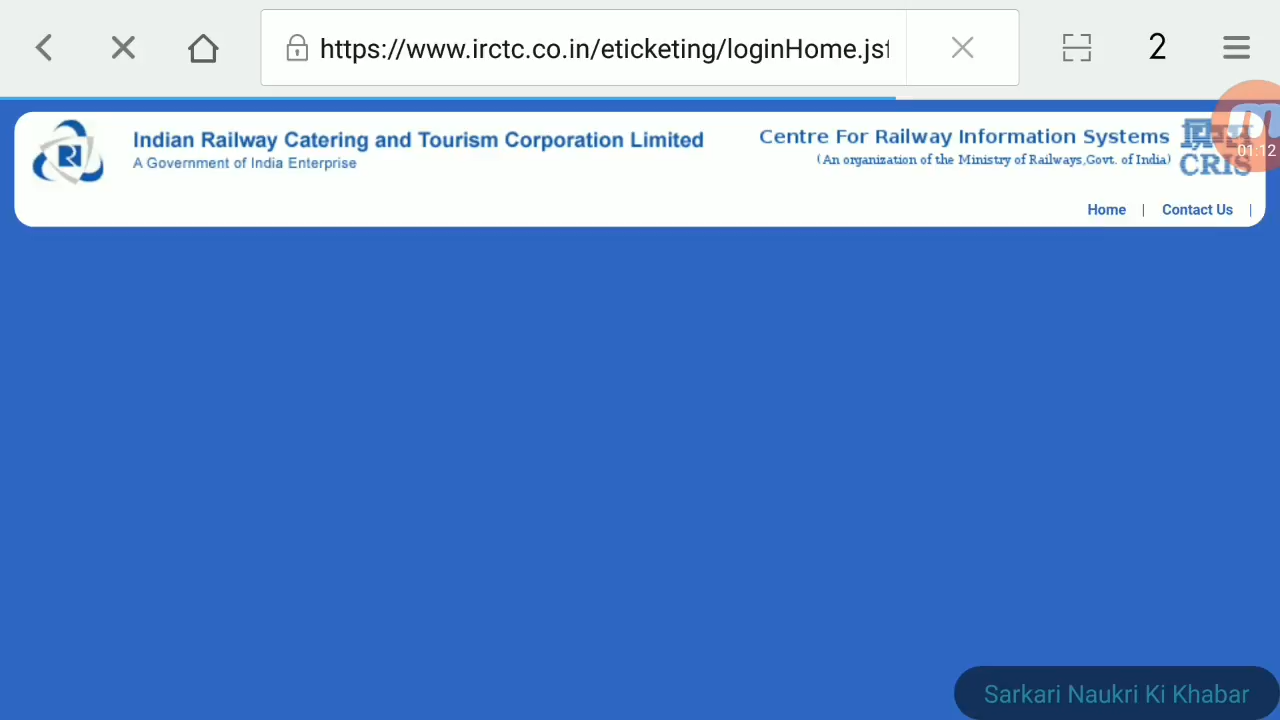 https://www.irctc.co.in/eticketing/loginHome.jsf
2
Indian Railway Catering and Tourism Corporation Limited
A Government of India Enterprise
Centre For Railway Information Systems
(An organization of the Ministry of Railways,Govt. of India)
CRIS
01:12
Home | Contact Us |
Sarkari Naukri Ki Khabar